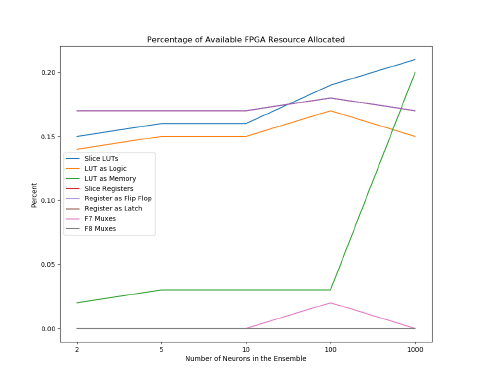 Percentage of Available FPGA Resource Allocated
0.20
0.15
0.10
0.05
0.00
Percent
Slice LUTs
LUT as Logic
LUT as Memory
Slice Registers
Register as Flip Flop
Register as Latch
F7 Muxes
F8 Muxes
2 5 10 100 1000
Number of Neurons in the Ensemble